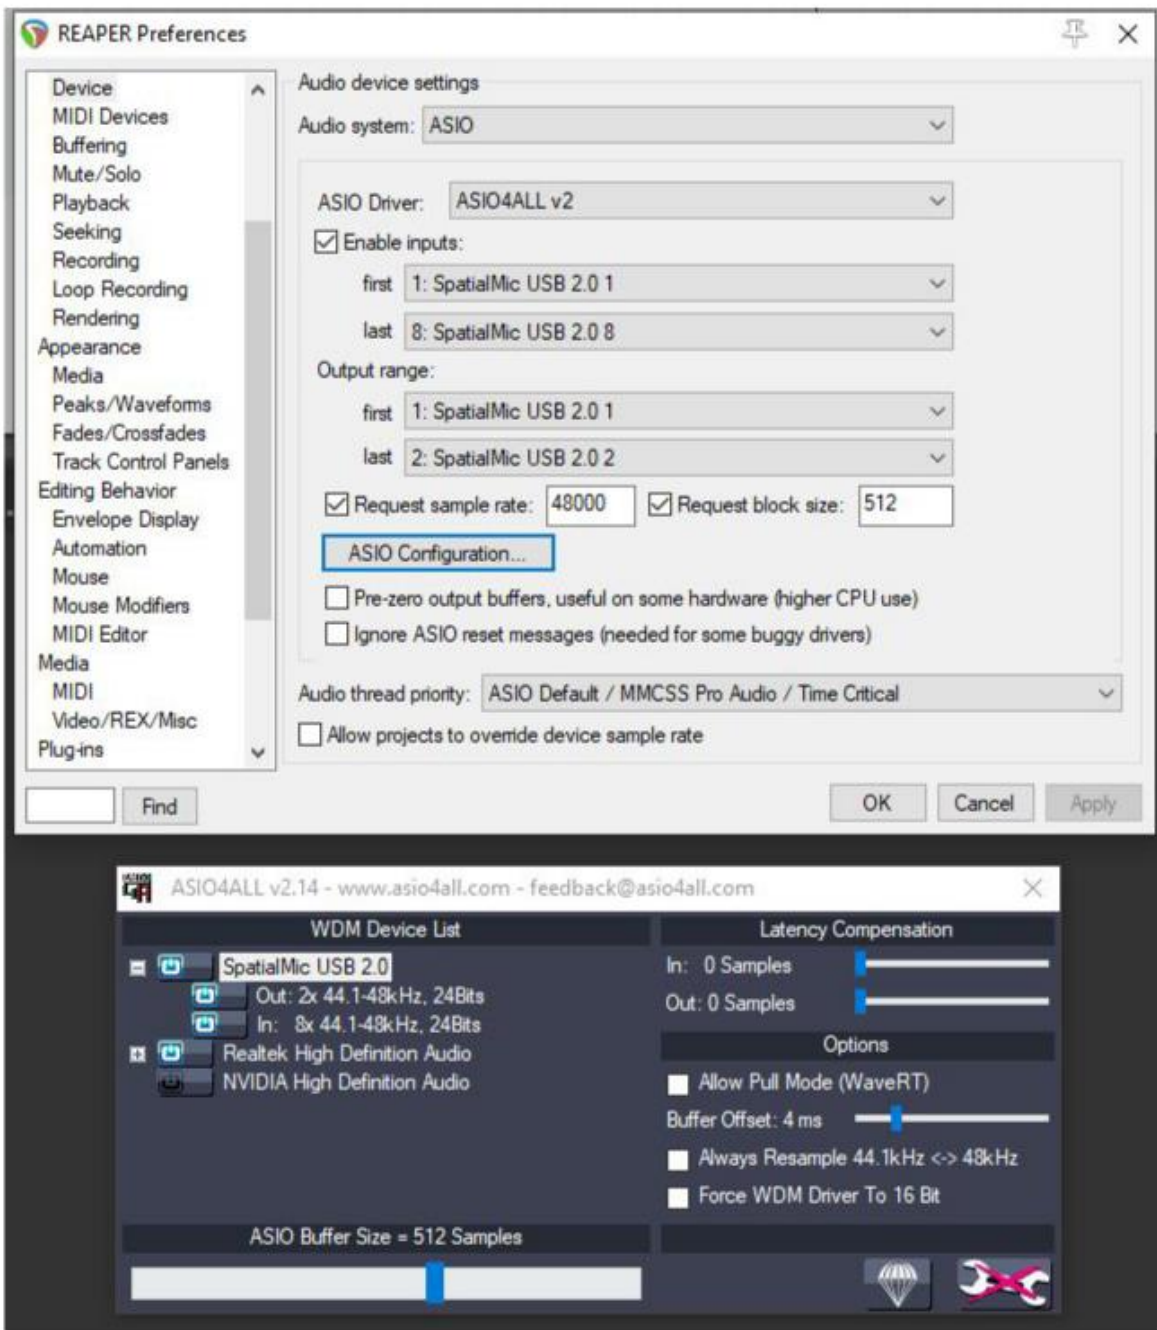 REAPER Preferences
Device
MIDI Devices
Buffering
Mute/Solo
Playback
Seeking
Recording
Loop Recording
Rendering
Appearance
Media
Peaks/Waveforms
Fades/Crossfades
Track Control Panels
Editing Behavior
Envelope Display
Automation
Mouse
Mouse Modifiers
MIDI Editor
Media
MIDI
Video/REX/Misc
Plug-ins
Find
Audio device settings
Audio system: ASIO
ASIO Driver: ASIO4ALL v2
Enable inputs:
first 1: SpatialMic USB 2.0 1
last 8: SpatialMic USB 2.0 8
Output range:
first 1: SpatialMic USB 2.0 1
last 2: SpatialMic USB 2.0 2
Request sample rate: 48000 Request block size: 512
ASIO Configuration...
Pre-zero output buffers, useful on some hardware (higher CPU use)
Ignore ASIO reset messages (needed for some buggy drivers)
Audio thread priority: ASIO Default / MMCSS Pro Audio / Time Critical
Allow projects to override device sample rate
OK Cancel Apply
ASIO4ALL v2.14 - www.asio4all.com - feedback@asio4all.com
WDM Device List
SpatialMic USB 2.0
Out: 2x 44.1-48kHz, 24Bits
In: 8x 44.1-48kHz, 24Bits
Realtek High Definition Audio
NVIDIA High Definition Audio
ASIO Buffer Size = 512 Samples
Latency Compensation
In: 0 Samples
Out: 0 Samples
Options
Allow Pull Mode (WaveRT)
Buffer Offset: 4 ms
Always Resample 44.1kHz <-> 48kHz
Force WDM Driver To 16 Bit